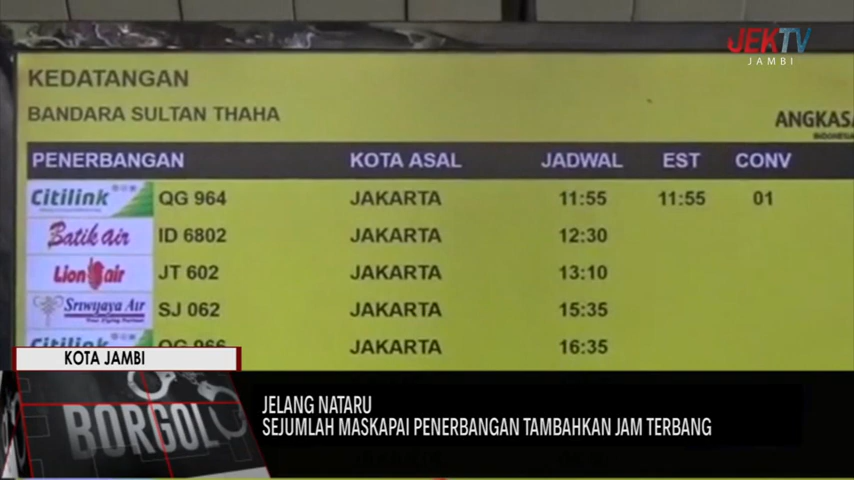 JEKTV
JAMBI
KEDATANGAN
BANDARA SULTAN THAHA
ANGKASA
PENERBANGAN KOTA ASAL JADWAL EST CONV
Citilink QG 964 JAKARTA 11:55 11:55 01
Batik air ID 6802 JAKARTA 12:30
Lion air JT 602 JAKARTA 13:10
Sriwijaya Air SJ 062 JAKARTA 15:35
Citilink QG 966 JAKARTA 16:35
KOTA JAMBI
BORGOL
JELANG NATARU
SEJUMLAH MASKAPAI PENERBANGAN TAMBAHKAN JAM TERBANG